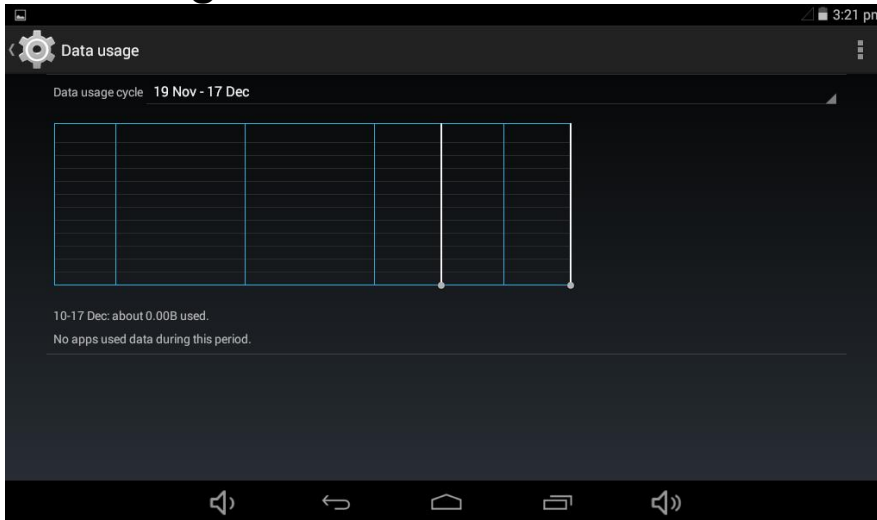 3:21 pm
Data usage
Data usage cycle 19 Nov - 17 Dec
10-17 Dec: about 0.00B used.
No apps used data during this period.